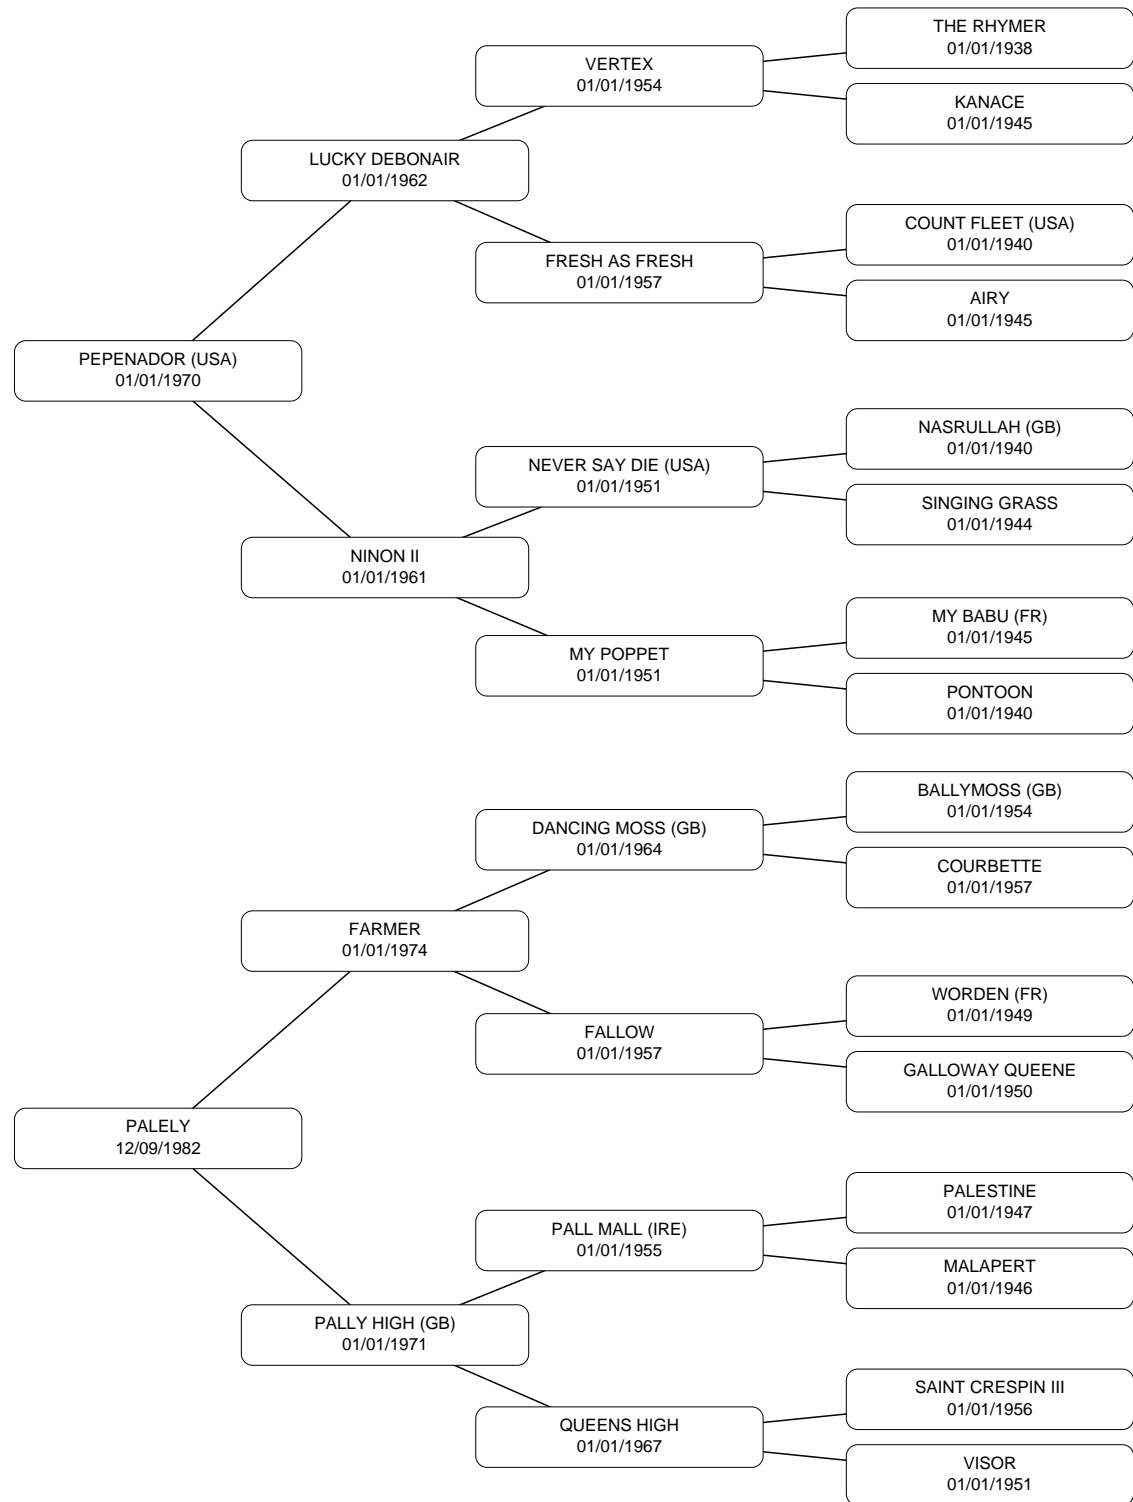 THE RHYMER
01/01/1938
VERTEX
01/01/1954
KANACE
01/01/1945
LUCKY DEBONAIR
01/01/1962
COUNT FLEET (USA)
01/01/1940
FRESH AS FRESH
01/01/1957
AIRY
01/01/1945
PEPENADOR (USA)
01/01/1970
NASRULLAH (GB)
01/01/1940
NEVER SAY DIE (USA)
01/01/1951
SINGING GRASS
01/01/1944
NINON II
01/01/1961
MY BABU (FR)
01/01/1945
MY POPPET
01/01/1951
PONTOON
01/01/1940
BALLYMOSS (GB)
01/01/1954
DANCING MOSS (GB)
01/01/1964
COURBETTE
01/01/1957
FARMER
01/01/1974
WORDEN (FR)
01/01/1949
FALLOW
01/01/1957
GALLOWAY QUEENE
01/01/1950
PALELY
12/09/1982
PALESTINE
01/01/1947
PALL MALL (IRE)
01/01/1955
MALAPERT
01/01/1946
PALLY HIGH (GB)
01/01/1971
SAINT CRESPIN III
01/01/1956
QUEENS HIGH
01/01/1967
VISOR
01/01/1951